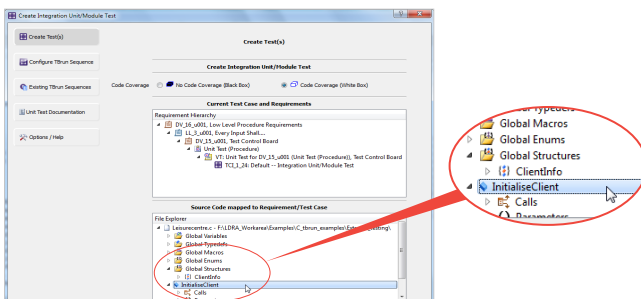 Create Integration Unit/Module Test
Create Test(s)
Configure TBrun Sequence
Existing TBrun Sequences
Unit Test Documentation
Options / Help
Create Test(s)
Create Integration Unit/Module Test
Code Coverage
No Code Coverage (Black Box)
Code Coverage (White Box)
Current Test Case and Requirements
Requirement Hierarchy
DV_16_u001, Low Level Procedure Requirements
LL_3_u001, Every Input Shall....
DV_15_u001, Test Control Board
Unit Test (Procedure)
VT: Unit Test for DV_15_u001 (Unit Test (Procedure)), Test Control Board
TCI_1_24: Default -- Integration Unit/Module Test
Source Code mapped to Requirement/Test Case
File Explorer
Leisurecentre.c - F:\LDRA_Workarea\Examples\C_tbrun_examples\
Global Variables
Global Typedefs
Global Macros
Global Enums
Global Structures
ClientInfo
InitialiseClient
Calls
Global Macros
Global Enums
Global Structures
ClientInfo
InitialiseClient
Calls
Parameters